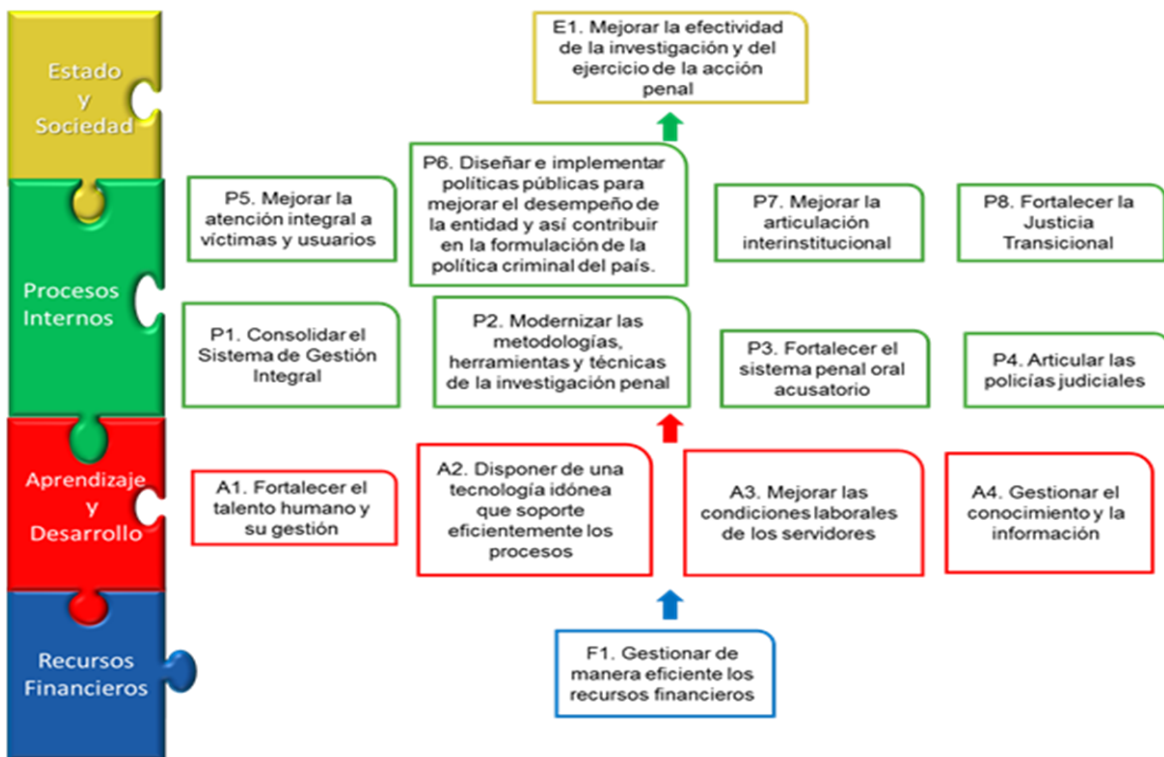 Estado
y
Sociedad
E1. Mejorar la efectividad
de la investigación y del
ejercicio de la acción
penal
Procesos
Internos
P5. Mejorar la
atención integral a
víctimas y usuarios
P6. Diseñar e implementar
políticas públicas para
mejorar el desempeño de
la entidad y así contribuir
en la formulación de la
política criminal del país.
P7. Mejorar la
articulación
interinstitucional
P8. Fortalecer la
Justicia
Transicional
P1. Consolidar el
Sistema de Gestión
Integral
P2. Modernizar las
metodologías,
herramientas y técnicas
de la investigación penal
P3. Fortalecer el
sistema penal oral
acusatorio
P4. Articular las
policías judiciales
Aprendizaje
y
Desarrollo
A1. Fortalecer el
talento humano y
su gestión
A2. Disponer de una
tecnología idónea
que soporte
eficientemente los
procesos
A3. Mejorar las
condiciones laborales
de los servidores
A4. Gestionar el
conocimiento y la
información
Recursos
Financieros
F1. Gestionar de
manera eficiente los
recursos financieros